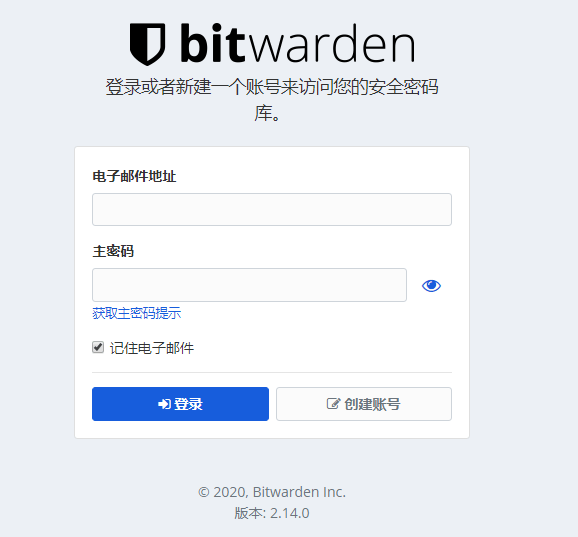 bitwarden
登录或者新建一个账号来访问您的安全密码
库。
电子邮件地址
主密码
获取主密码提示
记住电子邮件
登录 创建账号
© 2020, Bitwarden Inc.
版本: 2.14.0